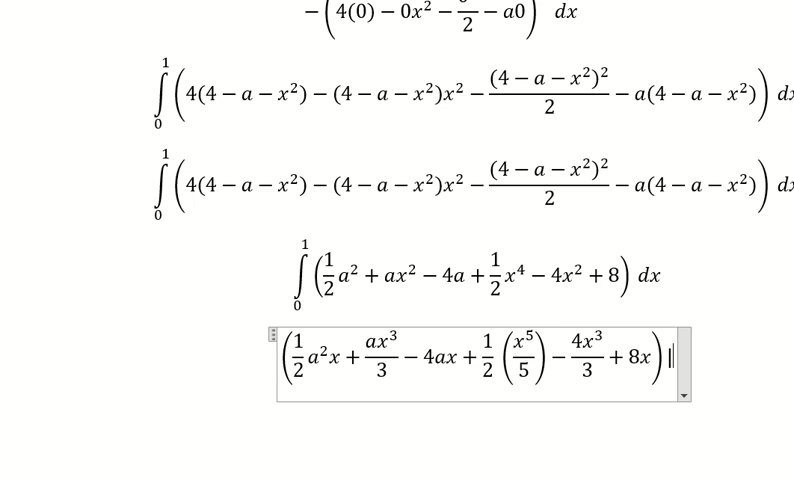 − (4(0) − 0x² − —/2 − a0) dx
∫₀¹ (4(4 − a − x²) − (4 − a − x²)x² − (4 − a − x²)²/2 − a(4 − a − x²)) dx
∫₀¹ (4(4 − a − x²) − (4 − a − x²)x² − (4 − a − x²)²/2 − a(4 − a − x²)) dx
∫₀¹ (1/2 a² + ax² − 4a + 1/2 x⁴ − 4x² + 8) dx
(1/2 a²x + ax³/3 − 4ax + 1/2 (x⁵/5) − 4x³/3 + 8x) |